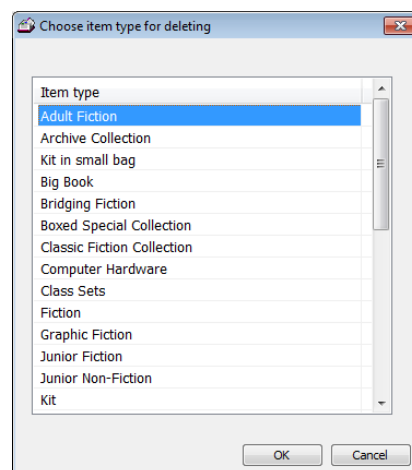 Choose item type for deleting
Item type
Adult Fiction
Archive Collection
Kit in small bag
Big Book
Bridging Fiction
Boxed Special Collection
Classic Fiction Collection
Computer Hardware
Class Sets
Fiction
Graphic Fiction
Junior Fiction
Junior Non-Fiction
Kit
OK Cancel